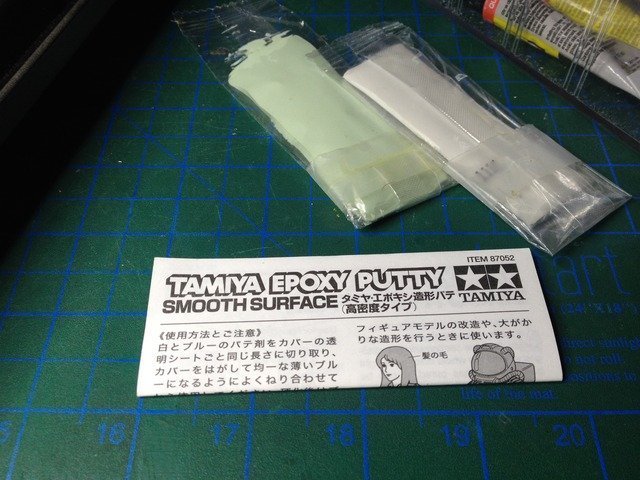 ITEM 87052
TAMIYA EPOXY PUTTY
SMOOTH SURFACE タミヤ・エポキシ造形パテ
(高密度タイプ)
TAMIYA
《使用方法とご注意》
白とブルーのパテ剤をカバーの透
明シートごと同じ長さに切り取り、
カバーをはがして均一な薄いブル
ーになるようによくねり合わせて
フィギュアモデルの改造や、大がか
りな造形を行うときに使います。
髪の毛
art
of the mat.
16 17 18 19 20